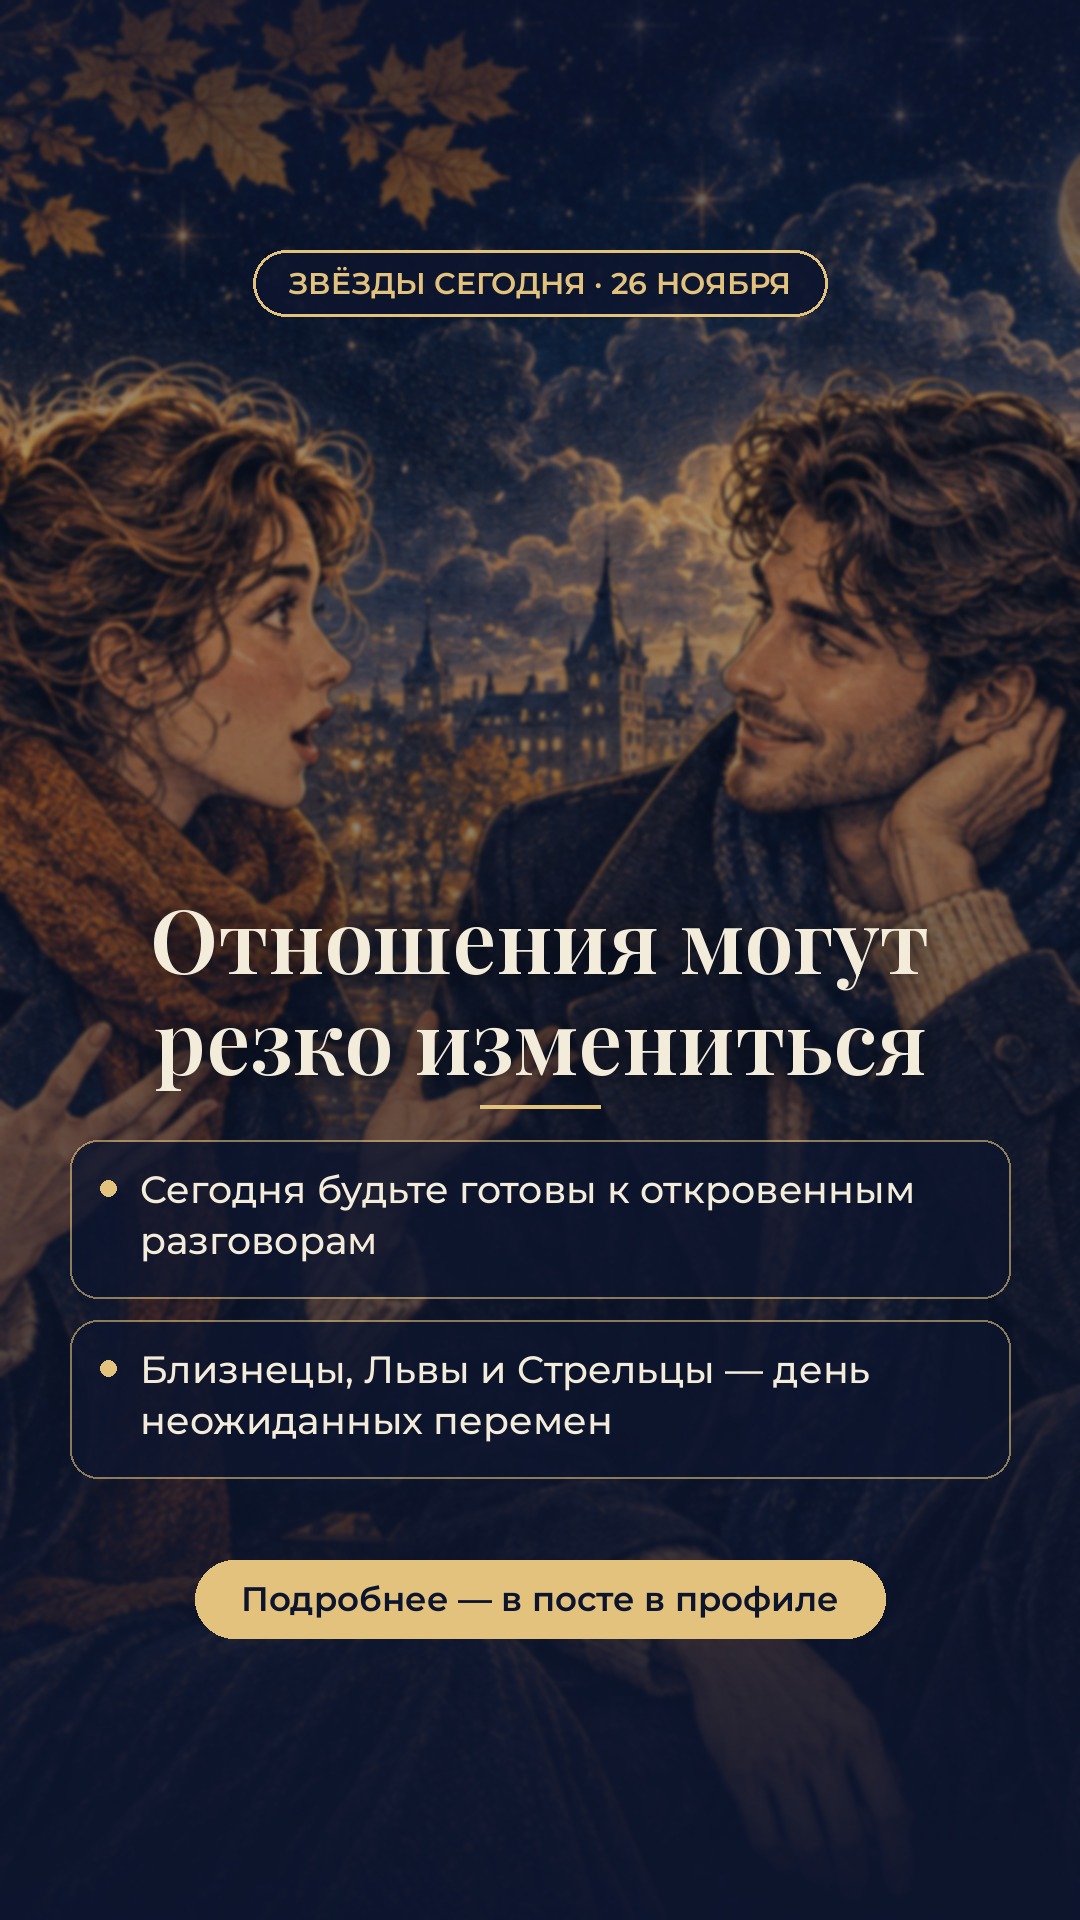 ЗВЁЗДЫ СЕГОДНЯ · 26 НОЯБРЯ
Отношения могут
резко измениться
Сегодня будьте готовы к откровенным
разговорам
Близнецы, Львы и Стрельцы — день
неожиданных перемен
Подробнее — в посте в профиле